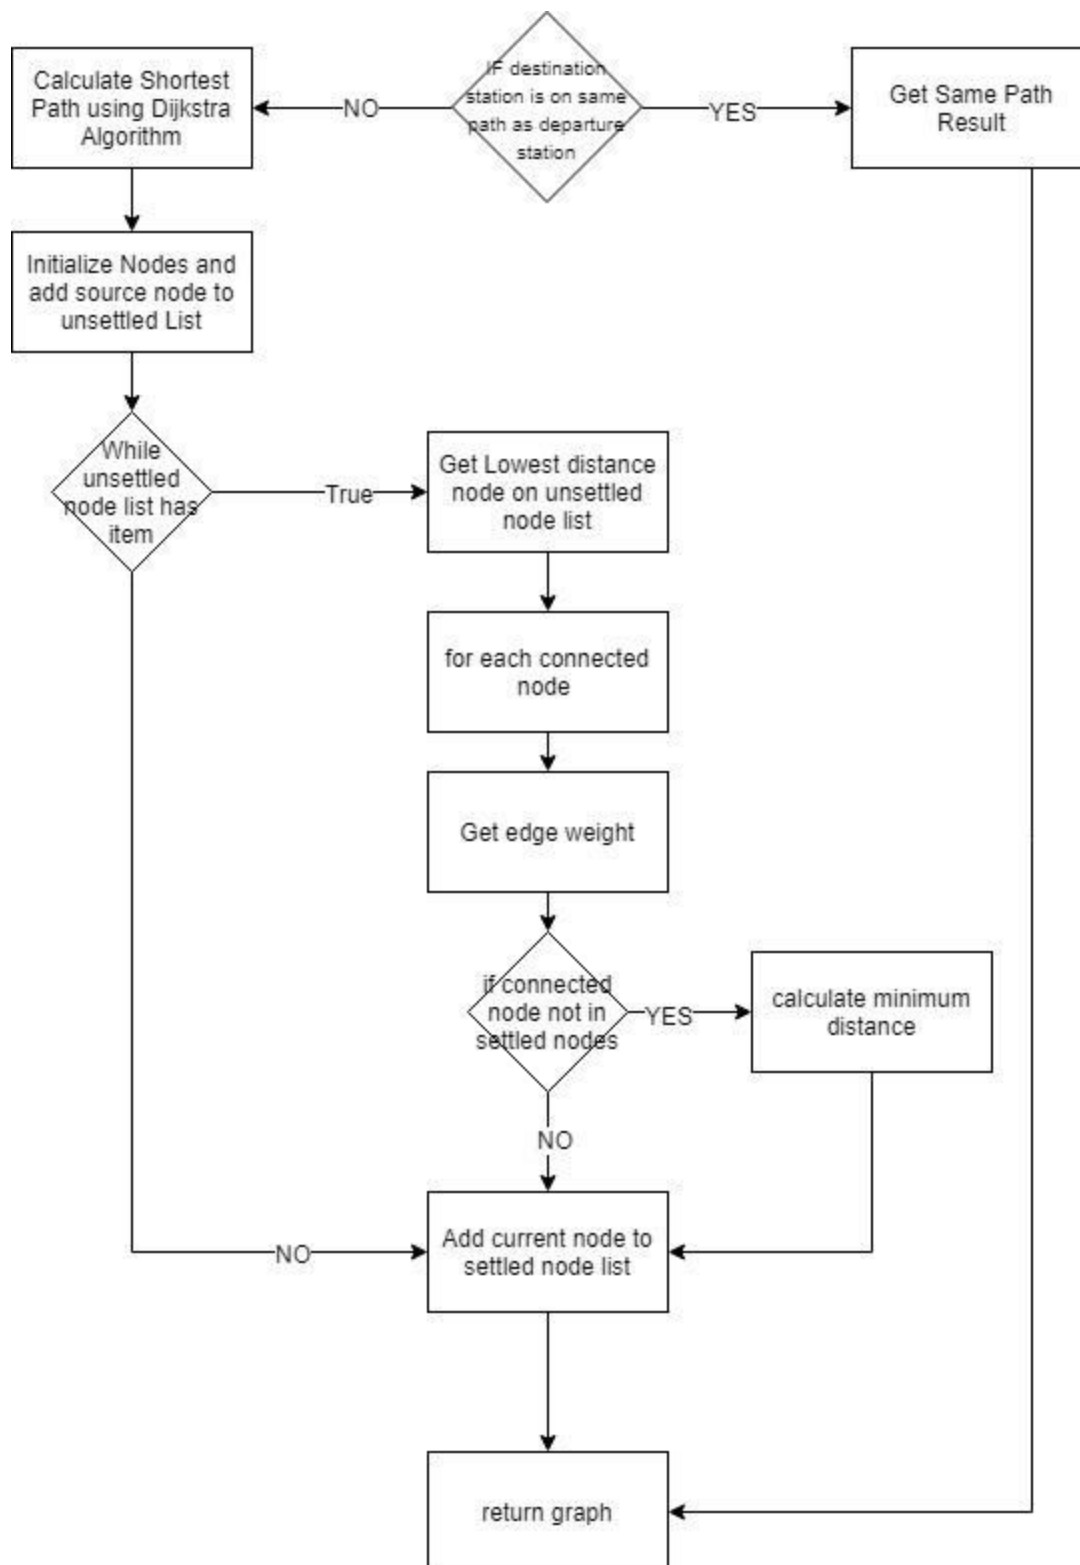 Calculate Shortest
Path using Dijkstra
Algorithm
NO
IF destination
station is on same
path as departure
station
YES
Get Same Path
Result
Initialize Nodes and
add source node to
unsettled List
While
unsettled
node list has
item
True
Get Lowest distance
node on unsettled
node list
for each connected
node
Get edge weight
if connected
node not in
settled nodes
YES
calculate minimum
distance
NO
Add current node to
settled node list
NO
return graph